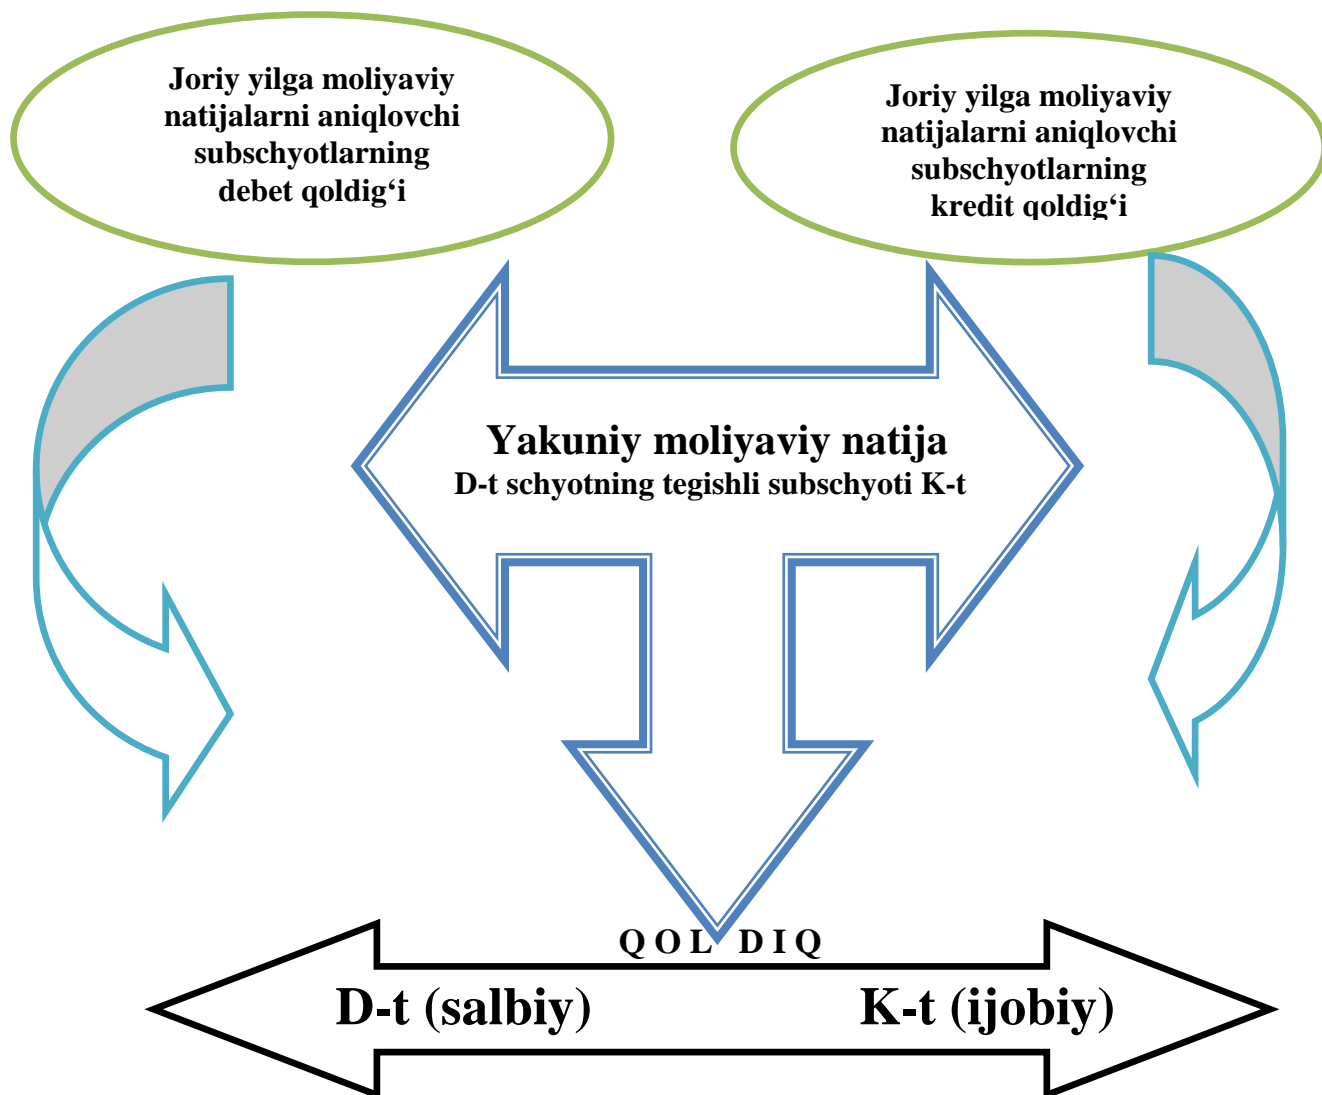 Joriy yilga moliyaviy
natijalarni aniqlovchi
subschyotlarning
debet qoldig‘i
Joriy yilga moliyaviy
natijalarni aniqlovchi
subschyotlarning
kredit qoldig‘i
Yakuniy moliyaviy natija
D-t schyotning tegishli subschyoti K-t
Q O L D I Q
D-t (salbiy) K-t (ijobiy)